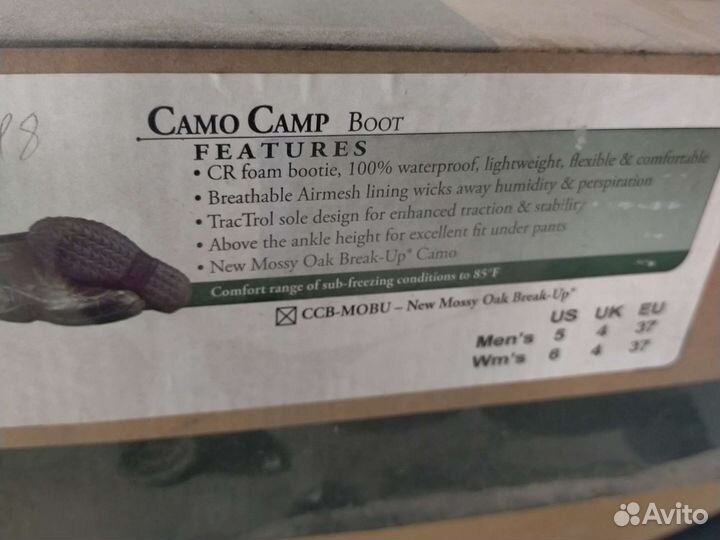 CAMO CAMP BOOT
FEATURES
• CR foam bootie, 100% waterproof, lightweight, flexible & comfortable
• Breathable Airmesh lining wicks away humidity & perspiration
• TracTrol sole design for enhanced traction & stability
• Above the ankle height for excellent fit under pants
• New Mossy Oak Break-Up® Camo
Comfort range of sub-freezing conditions to 85°F
CCB-MOBU – New Mossy Oak Break-Up®
US UK EU
Men's 5 4 37
Wm's 6 4 37
Avito